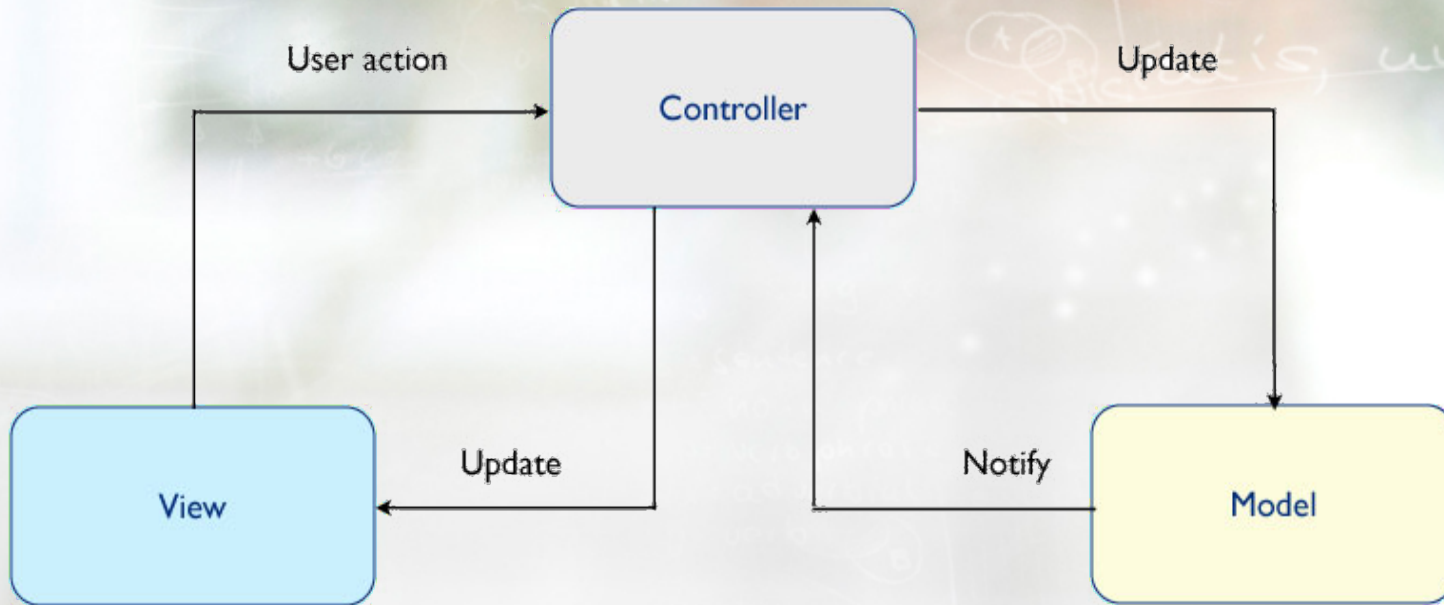 User action
Controller
Update
View
Update
Notify
Model